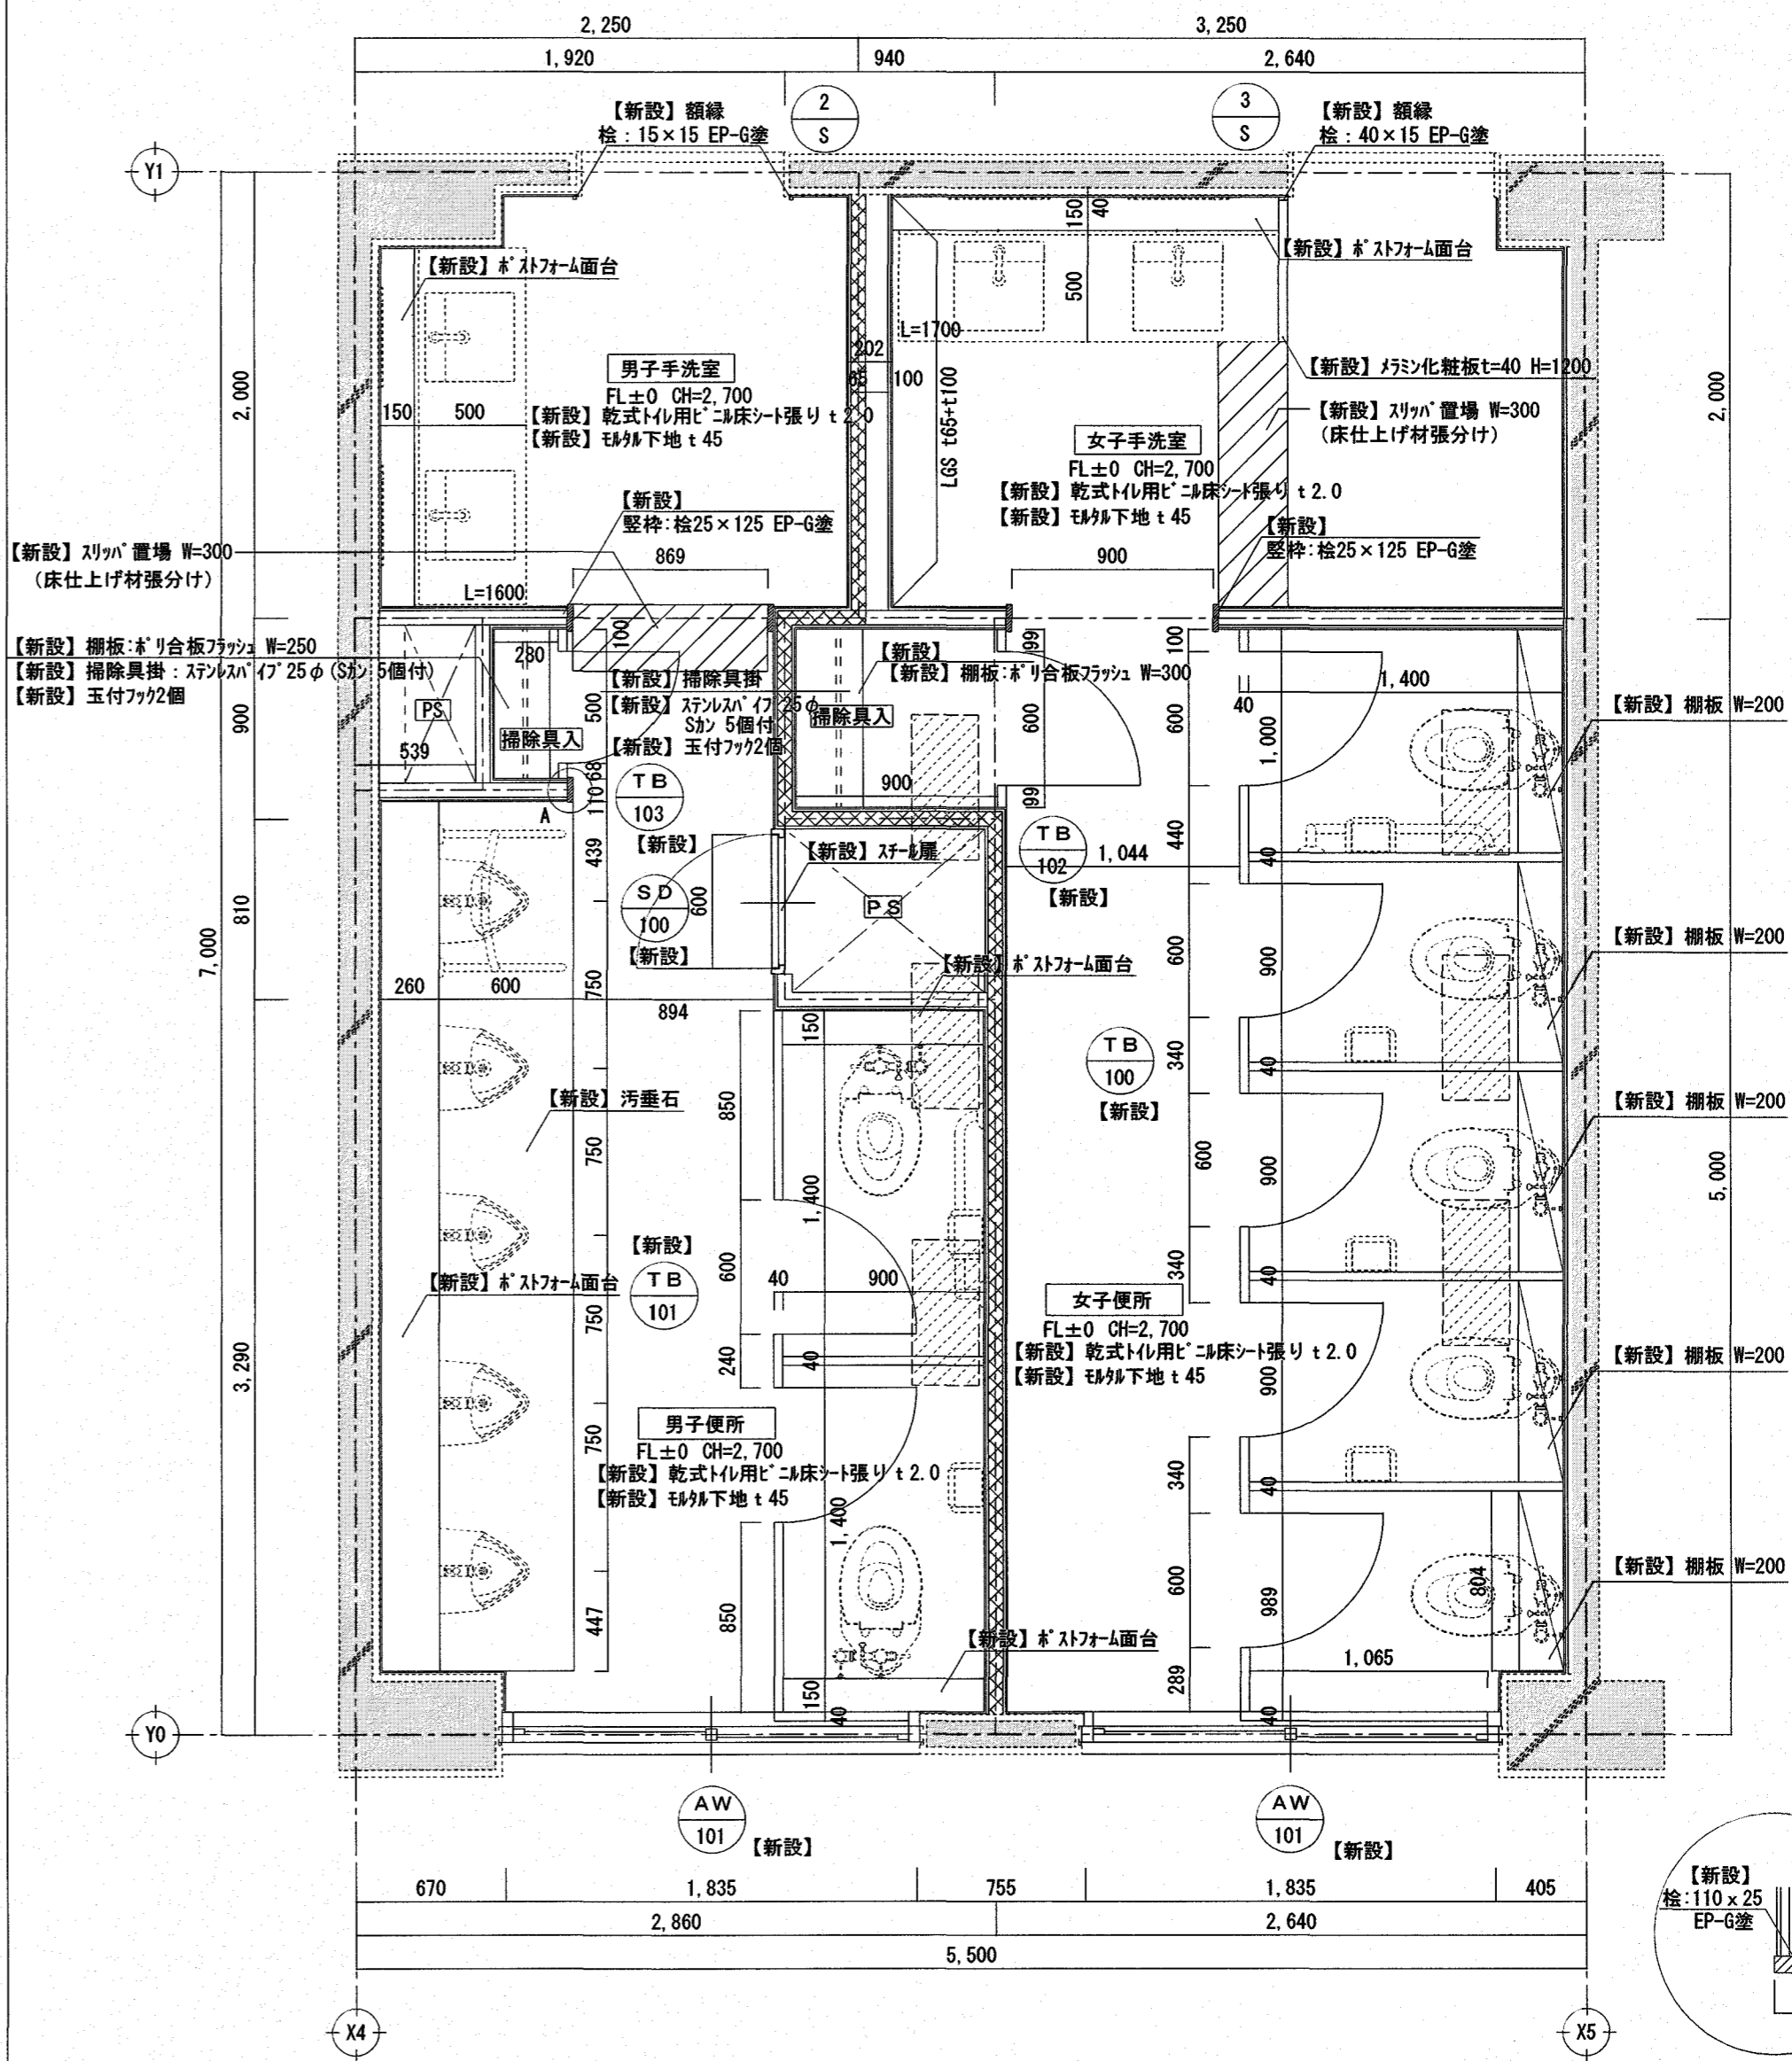 2,250
3,250
1,920
940
2,640
2
S
3
S
【新設】額縁
桧：15×15 EP-G塗
【新設】額縁
桧：40×15 EP-G塗
Y1
150
40
【新設】ポストフォーム面台
【新設】ポストフォーム面台
500
L=1700
202
65
100
男子手洗室
FL±0 CH=2,700
【新設】乾式トイレ用ビニル床シート張り t2.0
【新設】モルタル下地 t45
150
500
2,000
2,000
LGS t65+t100
【新設】メラミン化粧板t=40 H=1200
【新設】スリッパ置場 W=300
（床仕上げ材張分け）
女子手洗室
FL±0 CH=2,700
【新設】乾式トイレ用ビニル床シート張り t2.0
【新設】モルタル下地 t45
【新設】
竪枠:桧25×125 EP-G塗
【新設】
竪枠:桧25×125 EP-G塗
【新設】スリッパ置場 W=300
（床仕上げ材張分け）
869
900
L=1600
【新設】棚板:ポリ合板フラッシュ W=250
【新設】掃除具掛：ステンレスパイプ25φ(Sカン 5個付)
【新設】玉付フック2個
100
280
99
100
【新設】
【新設】棚板:ポリ合板フラッシュ W=300
【新設】掃除具掛
【新設】ステンレスパイプ25φ
Sカン 5個付
【新設】玉付フック2個
PS
掃除具入
掃除具入
500
600
600
40
1,400
1,000
【新設】棚板 W=200
900
539
900
68
110
99
A
TB
103
【新設】
TB
102
【新設】
1,044
439
440
40
【新設】スチール扉
SD
100
【新設】
600
PS
810
7,000
600
900
【新設】棚板 W=200
【新設】ポストフォーム面台
260
600
750
894
150
TB
100
【新設】
340
40
【新設】汚垂石
850
【新設】棚板 W=200
750
600
900
5,000
1,400
【新設】
TB
101
600
40
900
340
40
【新設】ポストフォーム面台
750
女子便所
FL±0 CH=2,700
【新設】乾式トイレ用ビニル床シート張り t2.0
【新設】モルタル下地 t45
3,290
240
40
900
【新設】棚板 W=200
男子便所
FL±0 CH=2,700
【新設】乾式トイレ用ビニル床シート張り t2.0
【新設】モルタル下地 t45
750
340
40
1,400
600
989
804
【新設】棚板 W=200
447
850
【新設】ポストフォーム面台
1,065
289
150
40
40
Y0
AW
101
【新設】
AW
101
【新設】
670
1,835
755
1,835
405
2,860
2,640
5,500
【新設】
桧:110×25
EP-G塗
X4
X5